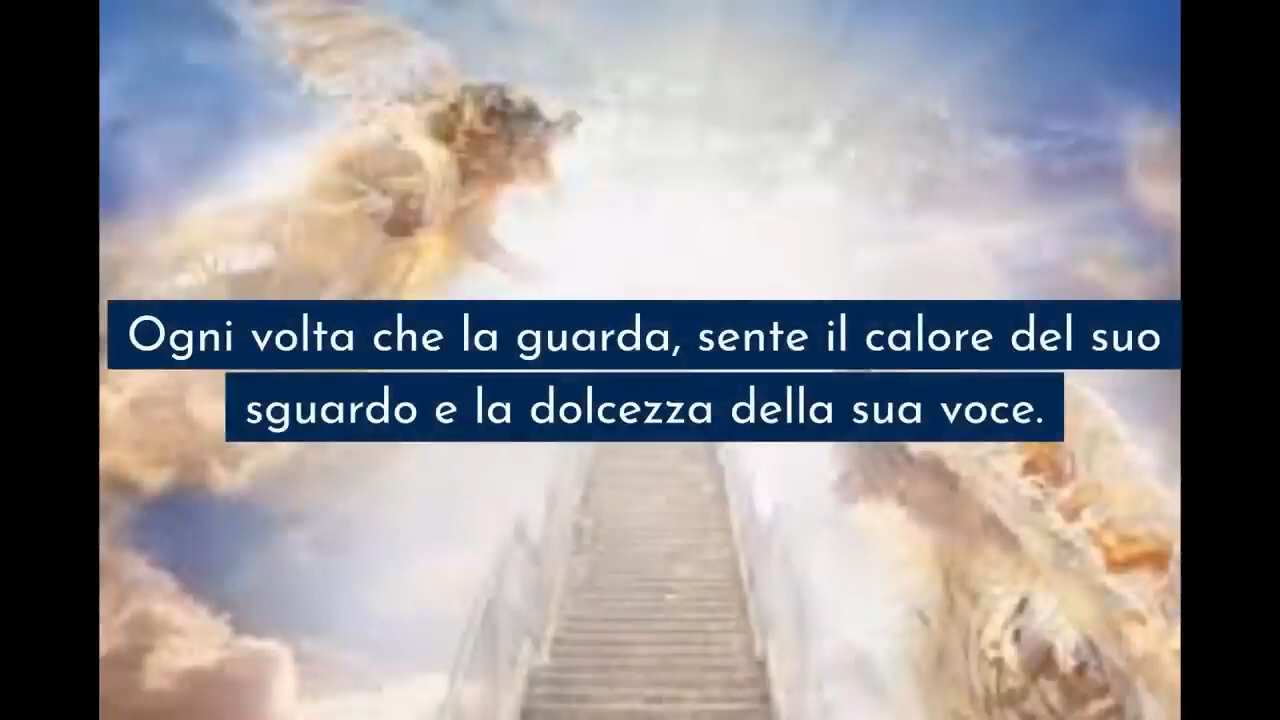 Ogni volta che la guarda, sente il calore del suo
sguardo e la dolcezza della sua voce.